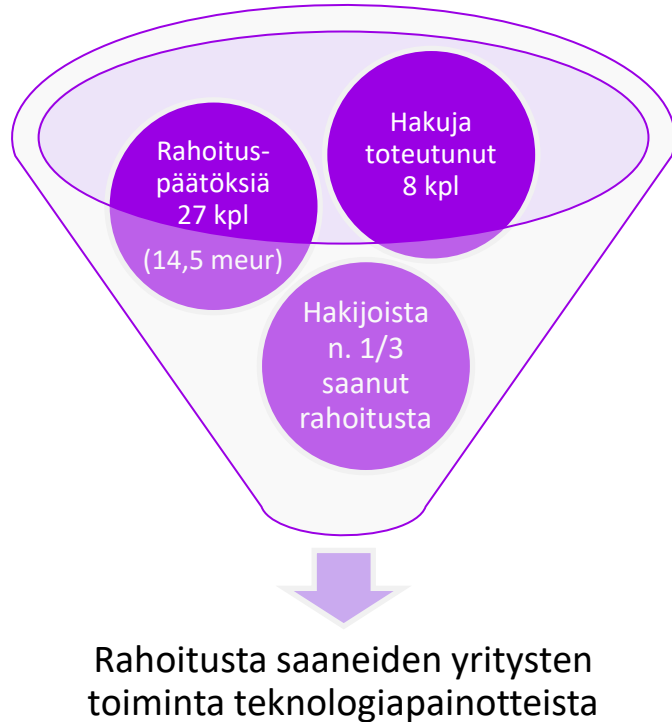 Rahoitus-
päätöksiä
27 kpl
(14,5 meur)
Hakuja
toteutunut
8 kpl
Hakijoista
n. 1/3
saanut
rahoitusta
Rahoitusta saaneiden yritysten
toiminta teknologiapainotteista